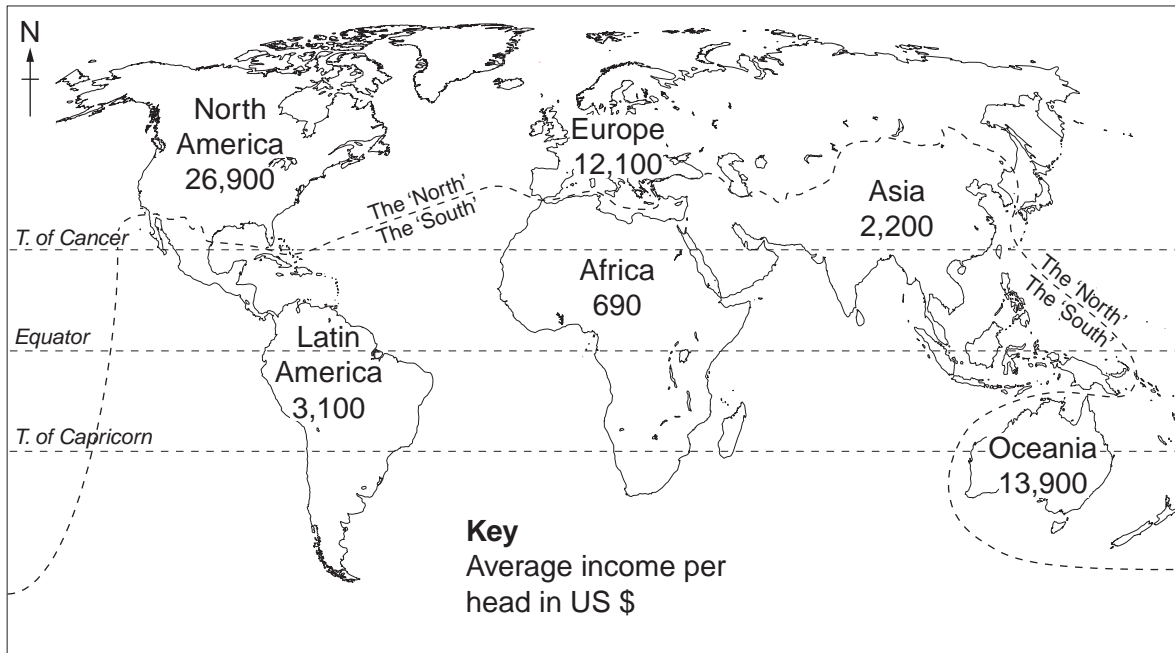 N
North
America
26,900
Europe
12,100
Asia
2,200
The 'North'
The 'South'
T. of Cancer
Africa
690
The 'North'
The 'South'
Equator
Latin
America
3,100
T. of Capricorn
Oceania
13,900
Key
Average income per
head in US $